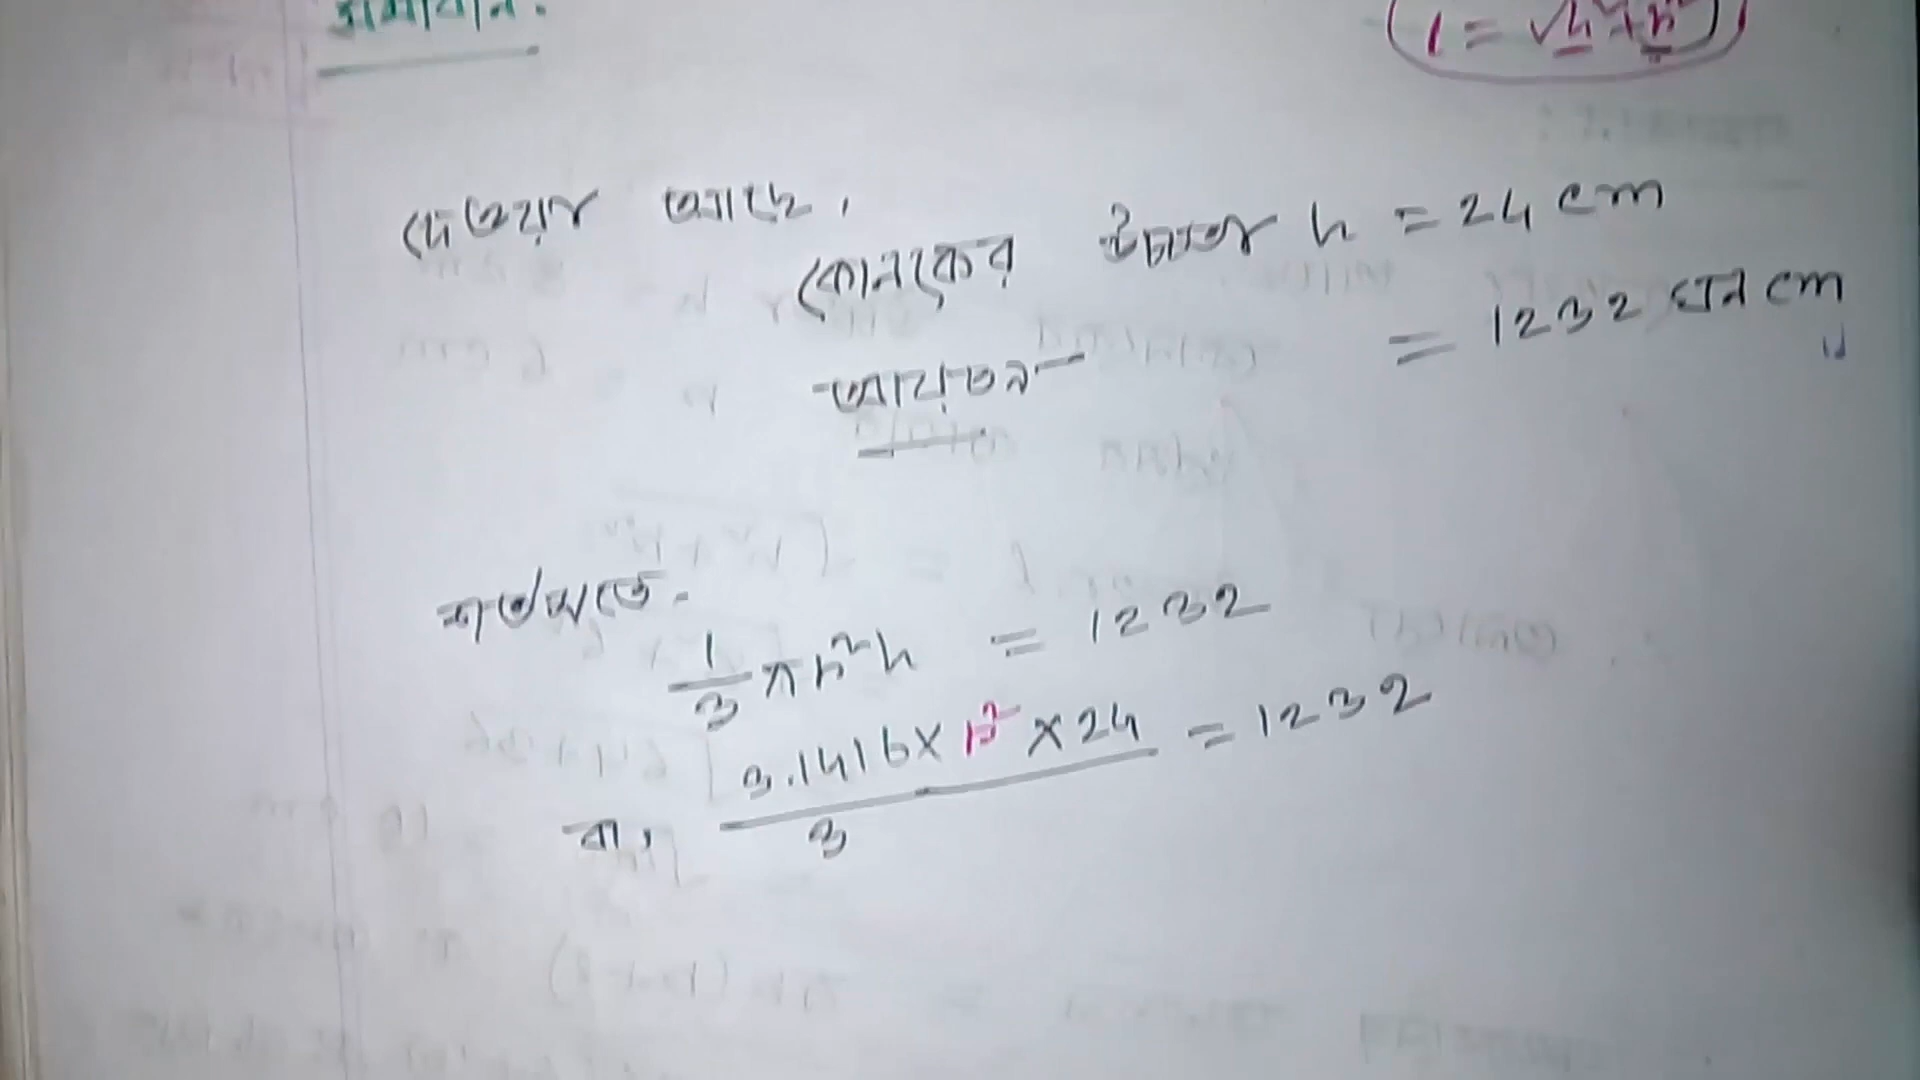 সমাধান:
l = √h²+r²
দেওয়া আছে,
কোনকের উচ্চতা h = 24 cm
আয়তন = 1232 ঘন cm
শর্তমতে,
1/3 πr²h = 1232
বা, 3.1416 × r² × 24 / 3 = 1232